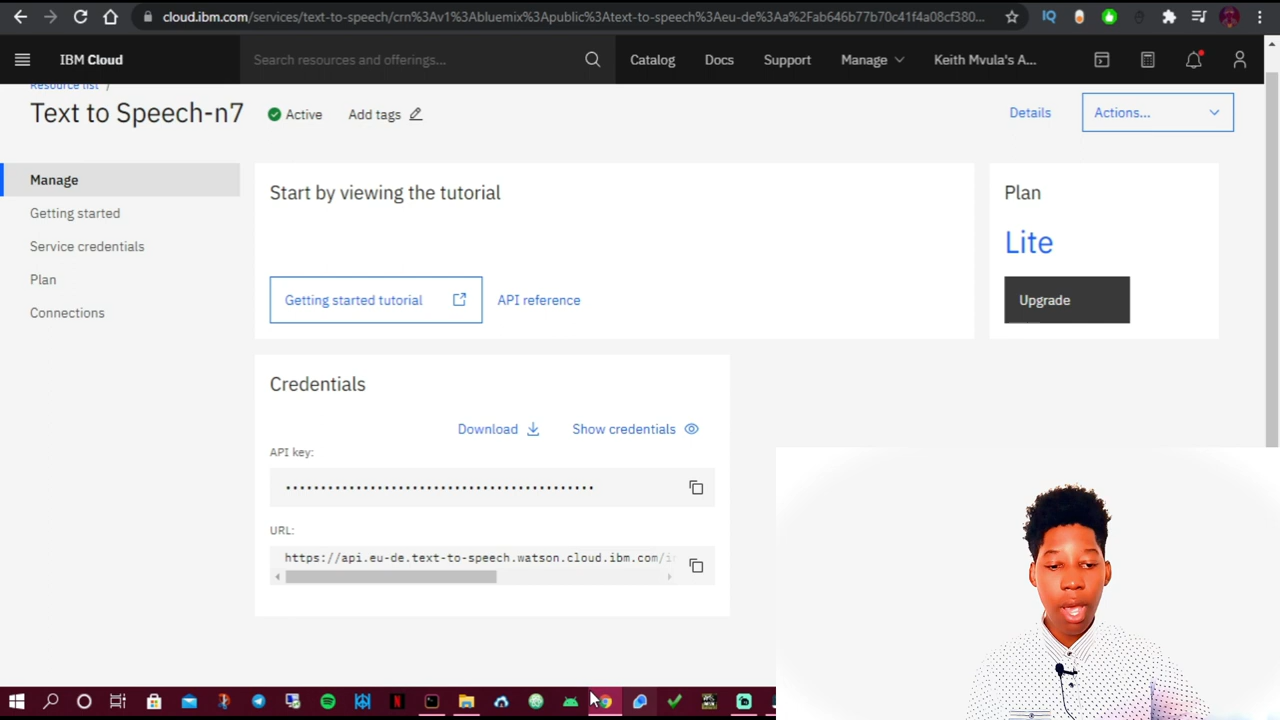 cloud.ibm.com/services/text-to-speech/crn%3Av1%3Abluemix%3Apublic%3Atext-to-speech%3Aeu-de%3Aa%2Fab646b77b70c41f4a08cf380...
IBM Cloud
Search resources and offerings...
Catalog
Docs
Support
Manage
Keith Mvula's A...
Resource list /
Text to Speech-n7
Active
Add tags
Details
Actions...
Manage
Getting started
Service credentials
Plan
Connections
Start by viewing the tutorial
Getting started tutorial
API reference
Plan
Lite
Upgrade
Credentials
Download
Show credentials
API key:
URL:
https://api.eu-de.text-to-speech.watson.cloud.ibm.com/i